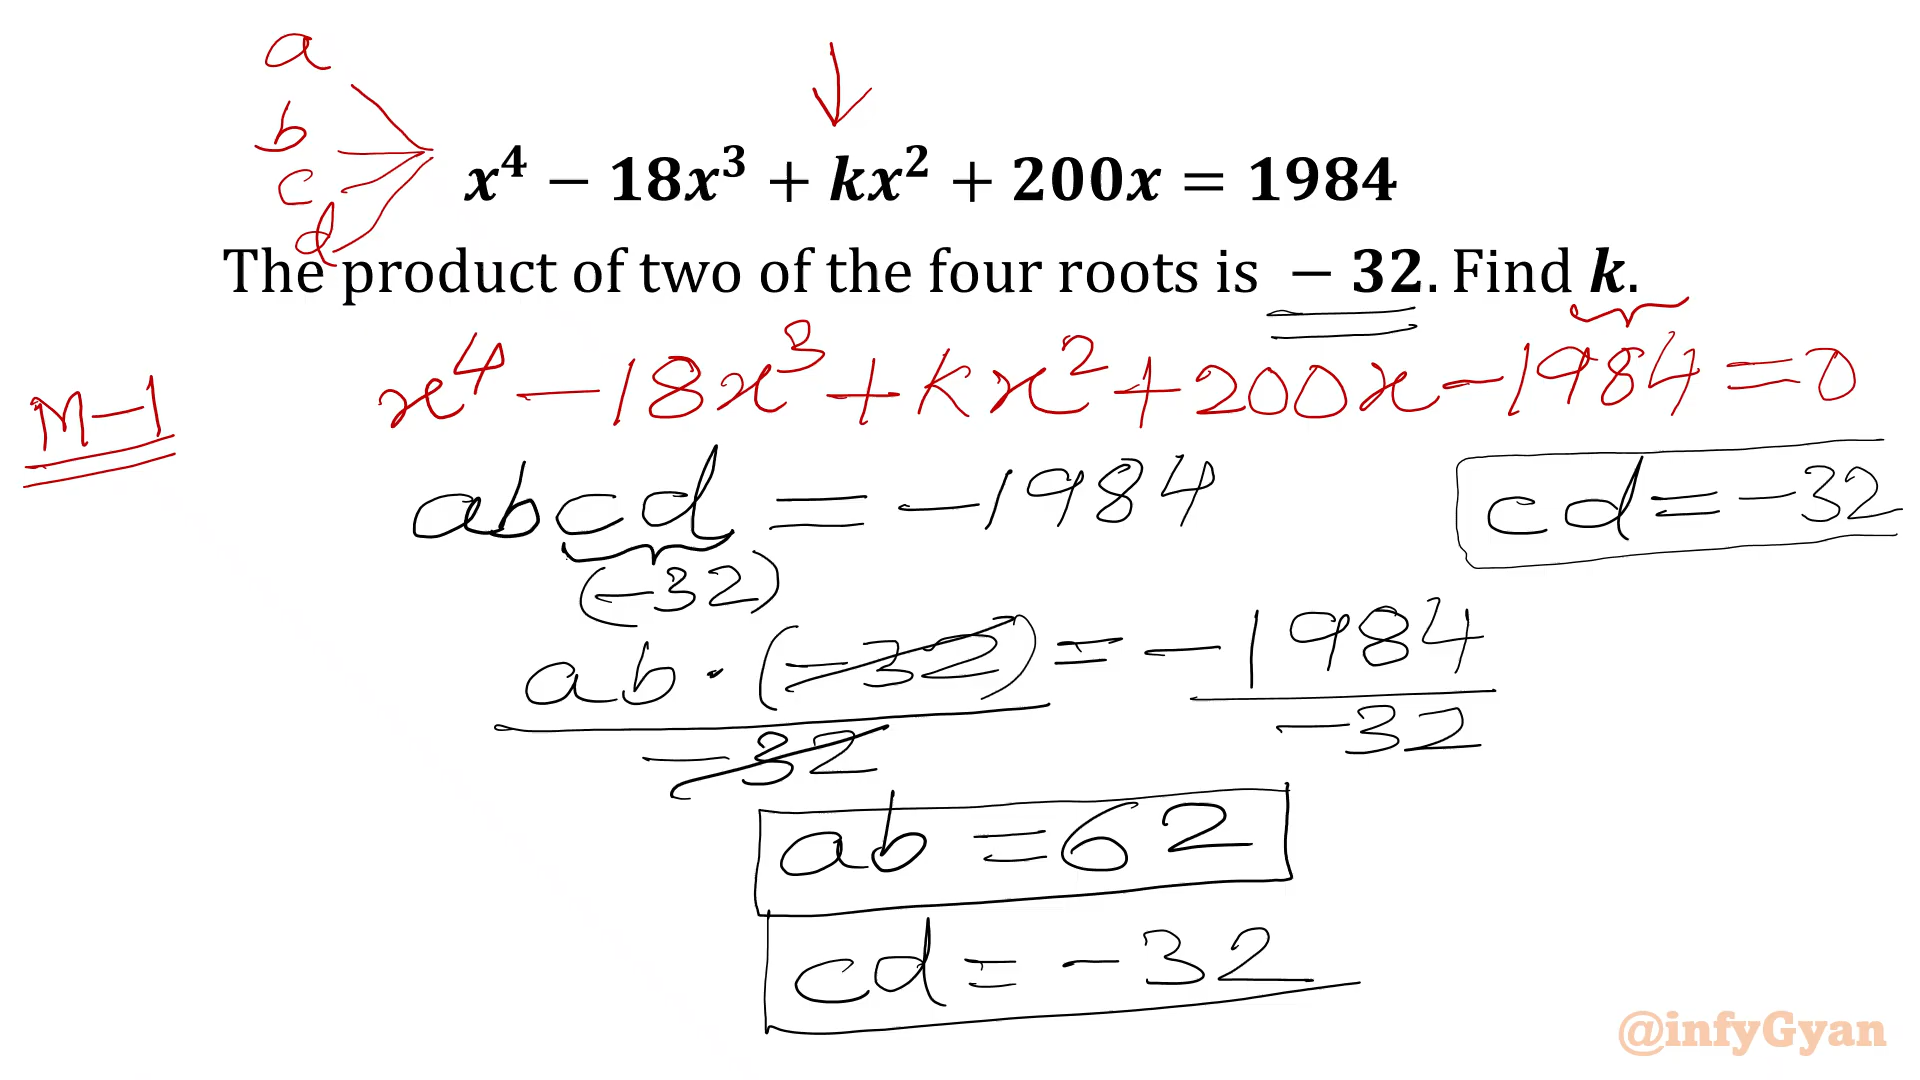 a
b
c
d
x⁴ − 18x³ + kx² + 200x = 1984
The product of two of the four roots is − 32. Find k.
M-1
x⁴ - 18x³ + kx² + 200x - 1984 = 0
abcd = -1984
cd = -32
(-32)
ab · (-32) = -1984
-32 -32
ab = 62
cd = -32
@infyGyan